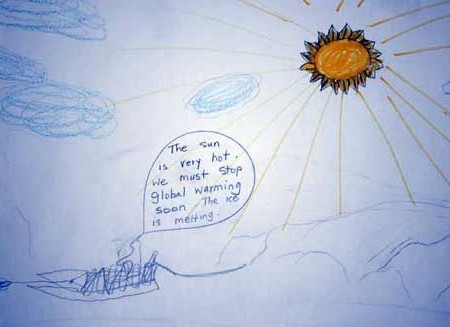 The sun
is very hot.
We must stop
global warming
soon The ice
is melting.